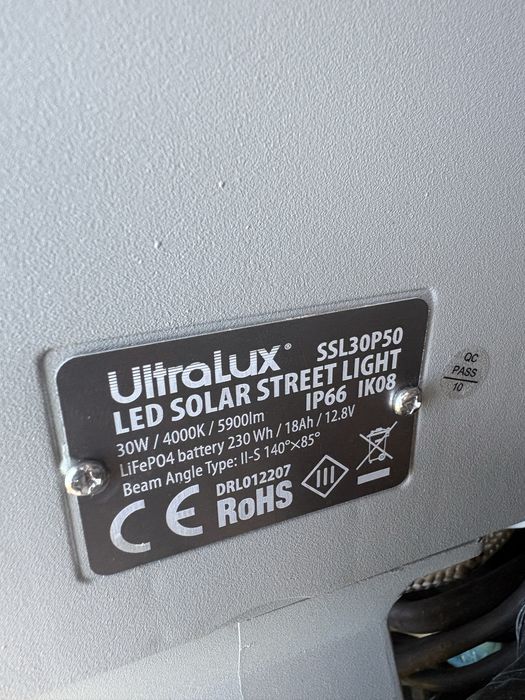 UltraLux® SSL30P50
LED SOLAR STREET LIGHT
IP66 IK08
30W / 4000K / 5900lm
LiFePO4 battery 230 Wh / 18Ah / 12.8V
Beam Angle Type: II-S 140°×85°
DRL012207
CE RoHS III
QC
PASS
10